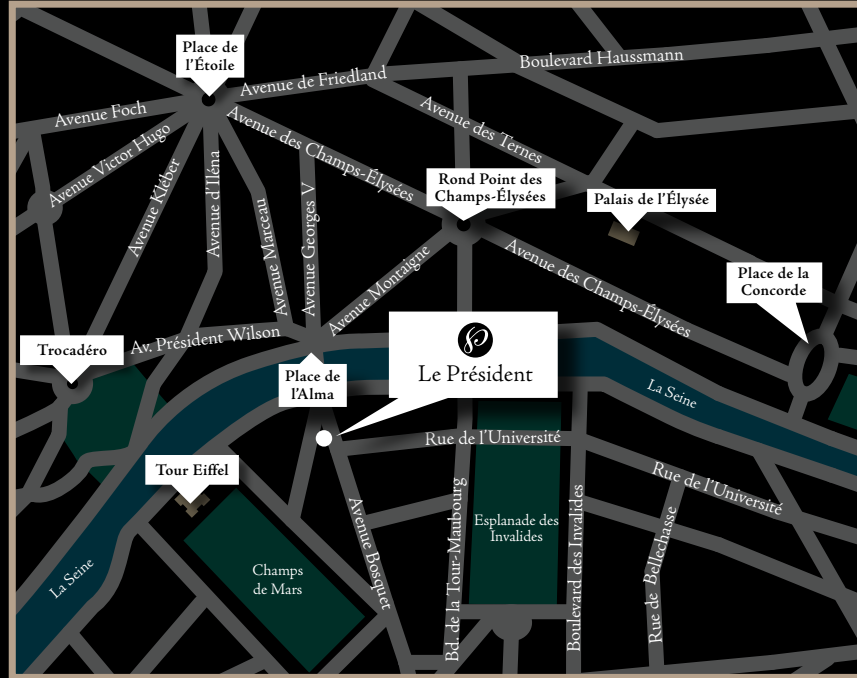 Place de
l'Étoile
Boulevard Haussmann
Avenue de Friedland
Avenue Foch
Avenue des Ternes
Avenue des Champs-Élysées
Avenue Victor Hugo
Avenue Kléber
Avenue d'Iléna
Avenue Marceau
Avenue Georges V
Rond Point des
Champs-Élysées
Palais de l'Élysée
Avenue Montaigne
Avenue des Champs-Élysées
Place de la
Concorde
Av. Président Wilson
Trocadéro
Le Président
Place de
l'Alma
La Seine
Rue de l'Université
Tour Eiffel
Rue de l'Université
Avenue Bosquet
Bd. de la Tour-Maubourg
Esplanade des
Invalides
Boulevard des Invalides
Rue de Bellechasse
Champs
de Mars
La Seine